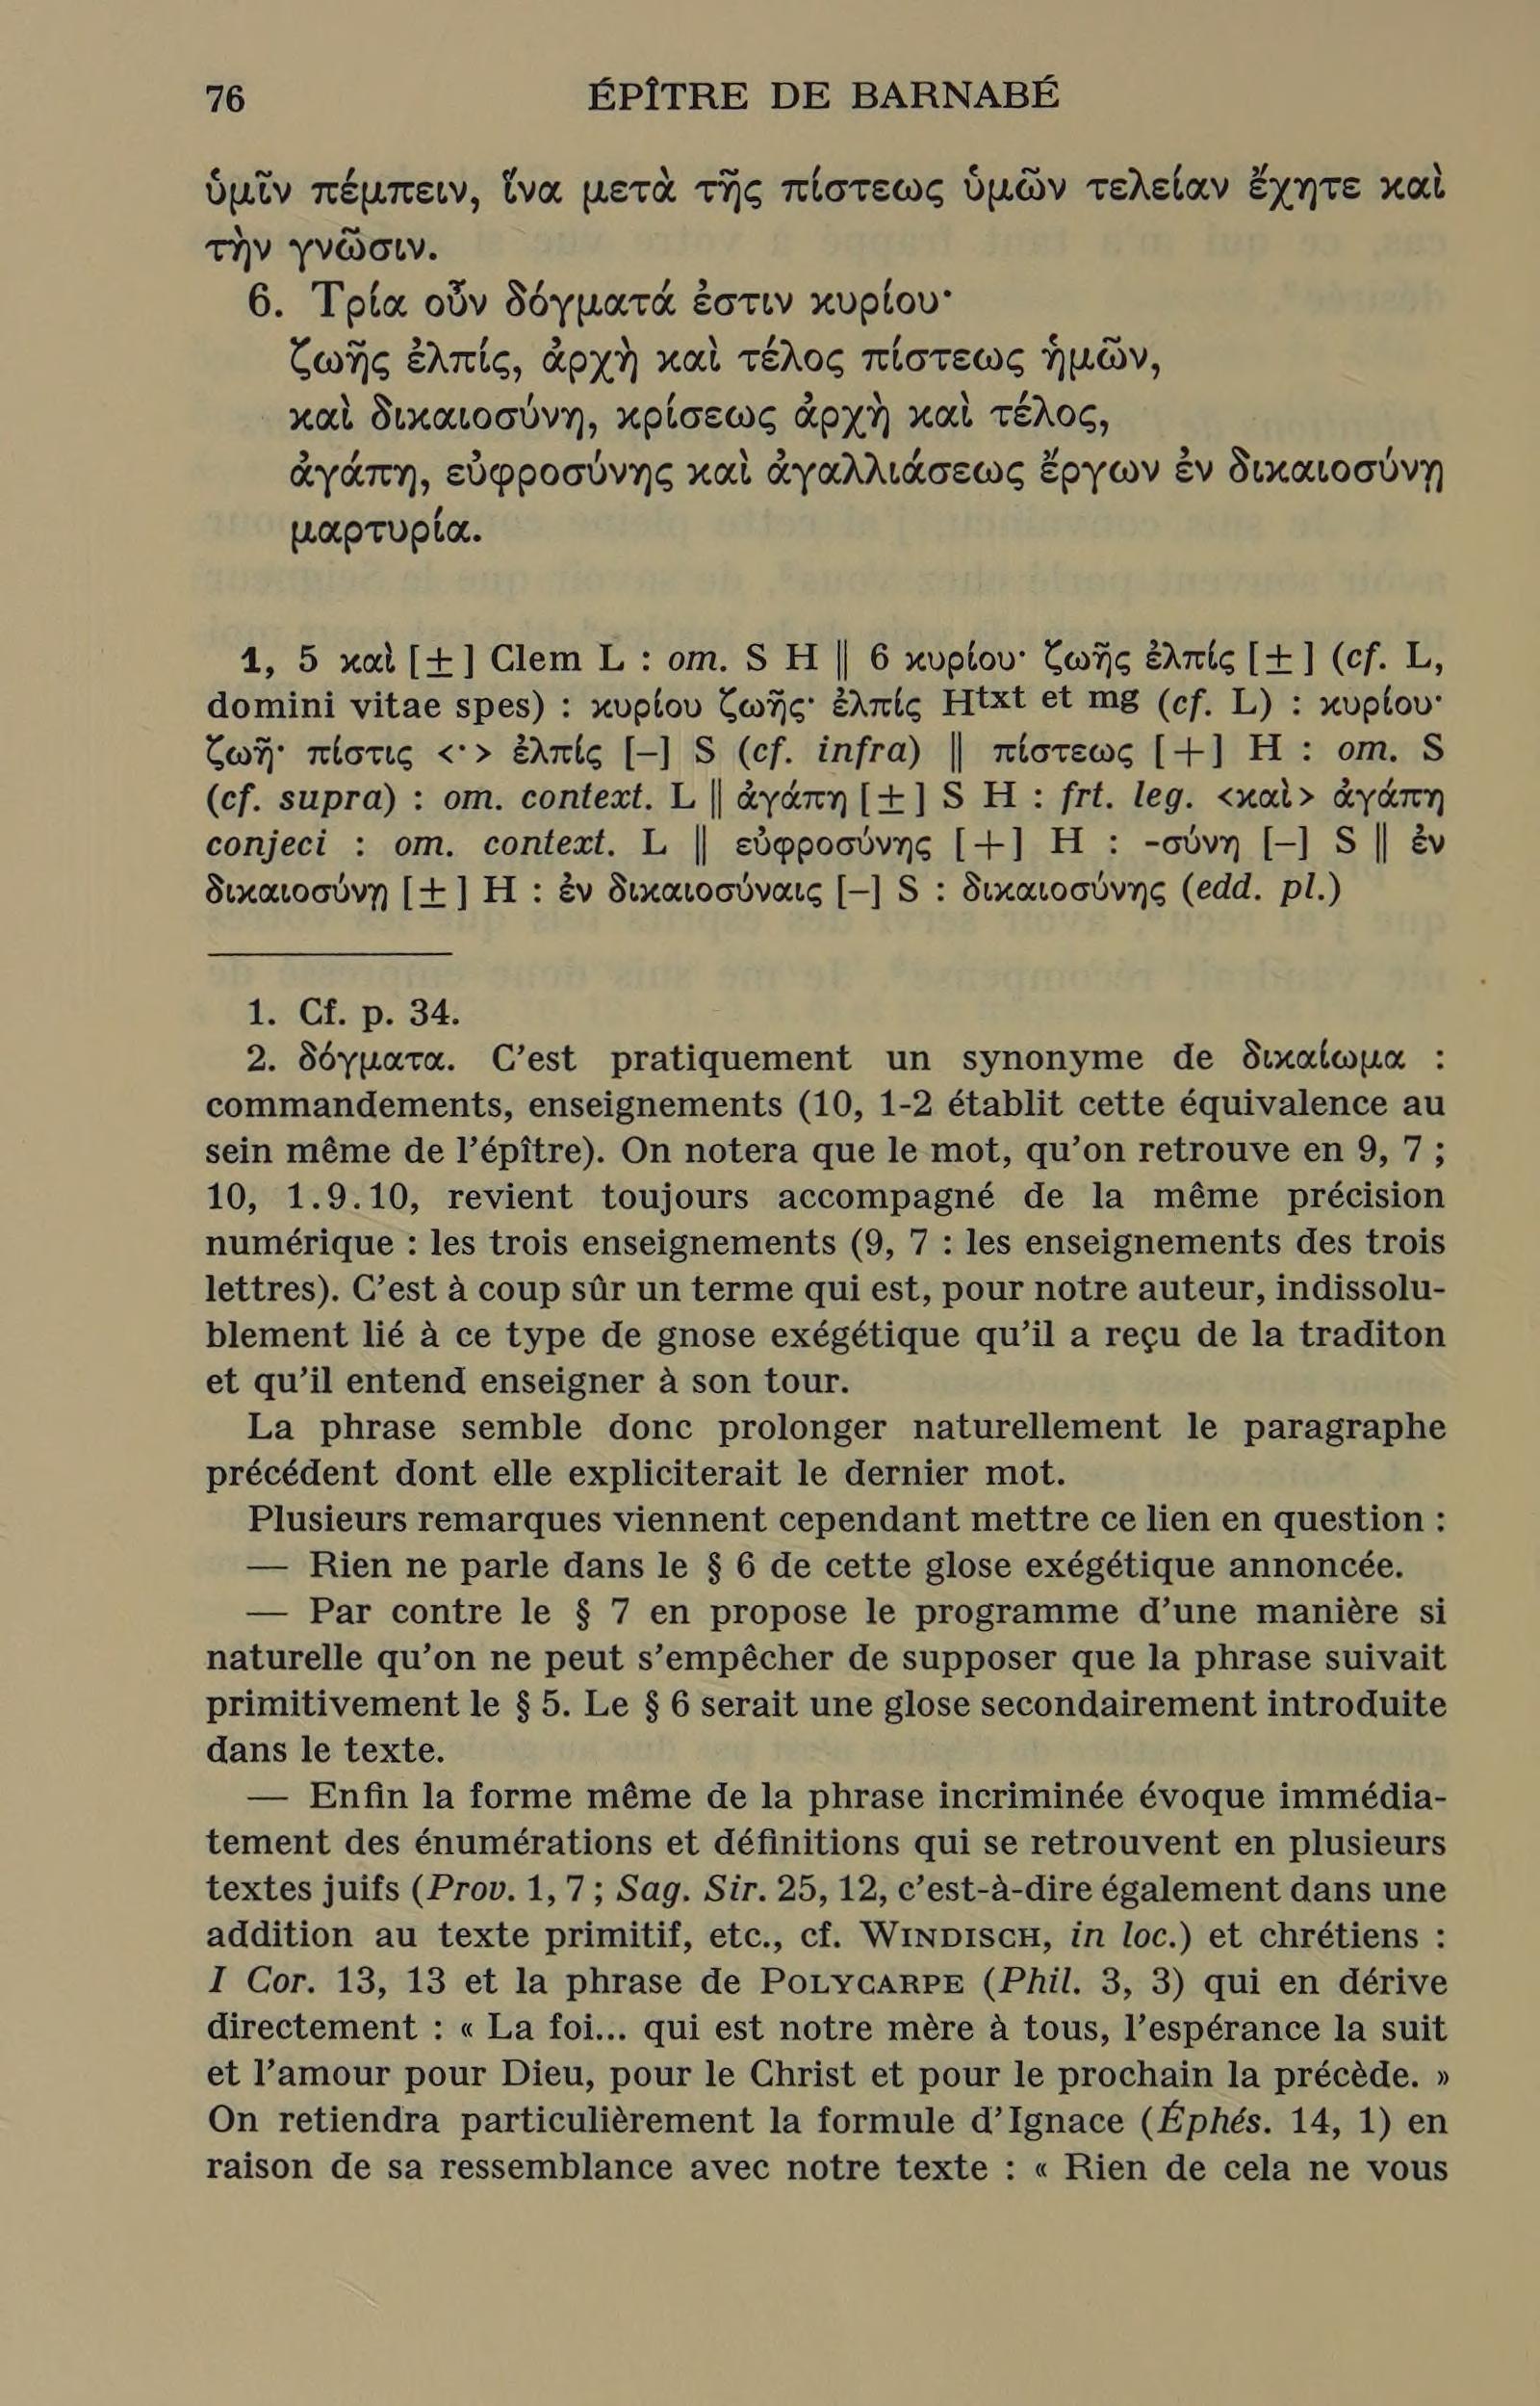 76 ÉPÎTRE DE BARNABÉ
ὑμῖν πέμπειν, ἵνα μετὰ τῆς πίστεως ὑμῶν τελείαν ἔχητε καὶ
τὴν γνῶσιν.
6. Τρία οὖν δόγματά ἐστιν κυρίου·
ζωῆς ἐλπίς, ἀρχὴ καὶ τέλος πίστεως ἡμῶν,
καὶ δικαιοσύνη, κρίσεως ἀρχὴ καὶ τέλος,
ἀγάπη, εὐφροσύνης καὶ ἀγαλλιάσεως ἔργων ἐν δικαιοσύνῃ
μαρτυρία.
1, 5 καὶ [±] Clem L : om. S H ‖ 6 κυρίου· ζωῆς ἐλπίς [±] (cf. L,
domini vitae spes) : κυρίου ζωῆς· ἐλπίς Htxt et mg (cf. L) : κυρίου·
ζωῇ· πίστις <·> ἐλπίς [–] S (cf. infra) ‖ πίστεως [+] H : om. S
(cf. supra) : om. context. L ‖ ἀγάπη [±] S H : frt. leg. <καὶ> ἀγάπη
conjeci : om. context. L ‖ εὐφροσύνης [+] H : -σύνη [–] S ‖ ἐν
δικαιοσύνῃ [±] H : ἐν δικαιοσύναις [–] S : δικαιοσύνης (edd. pl.)
1. Cf. p. 34.
2. δόγματα. C’est pratiquement un synonyme de δικαίωμα :
commandements, enseignements (10, 1-2 établit cette équivalence au
sein même de l’épître). On notera que le mot, qu’on retrouve en 9, 7 ;
10, 1.9.10, revient toujours accompagné de la même précision
numérique : les trois enseignements (9, 7 : les enseignements des trois
lettres). C’est à coup sûr un terme qui est, pour notre auteur, indissolu-
blement lié à ce type de gnose exégétique qu’il a reçu de la traditon
et qu’il entend enseigner à son tour.
La phrase semble donc prolonger naturellement le paragraphe
précédent dont elle expliciterait le dernier mot.
Plusieurs remarques viennent cependant mettre ce lien en question :
— Rien ne parle dans le § 6 de cette glose exégétique annoncée.
— Par contre le § 7 en propose le programme d’une manière si
naturelle qu’on ne peut s’empêcher de supposer que la phrase suivait
primitivement le § 5. Le § 6 serait une glose secondairement introduite
dans le texte.
— Enfin la forme même de la phrase incriminée évoque immédia-
tement des énumérations et définitions qui se retrouvent en plusieurs
textes juifs (Prov. 1, 7 ; Sag. Sir. 25, 12, c’est-à-dire également dans une
addition au texte primitif, etc., cf. WINDISCH, in loc.) et chrétiens :
I Cor. 13, 13 et la phrase de POLYCARPE (Phil. 3, 3) qui en dérive
directement : « La foi... qui est notre mère à tous, l’espérance la suit
et l’amour pour Dieu, pour le Christ et pour le prochain la précède. »
On retiendra particulièrement la formule d’Ignace (Éphés. 14, 1) en
raison de sa ressemblance avec notre texte : « Rien de cela ne vous